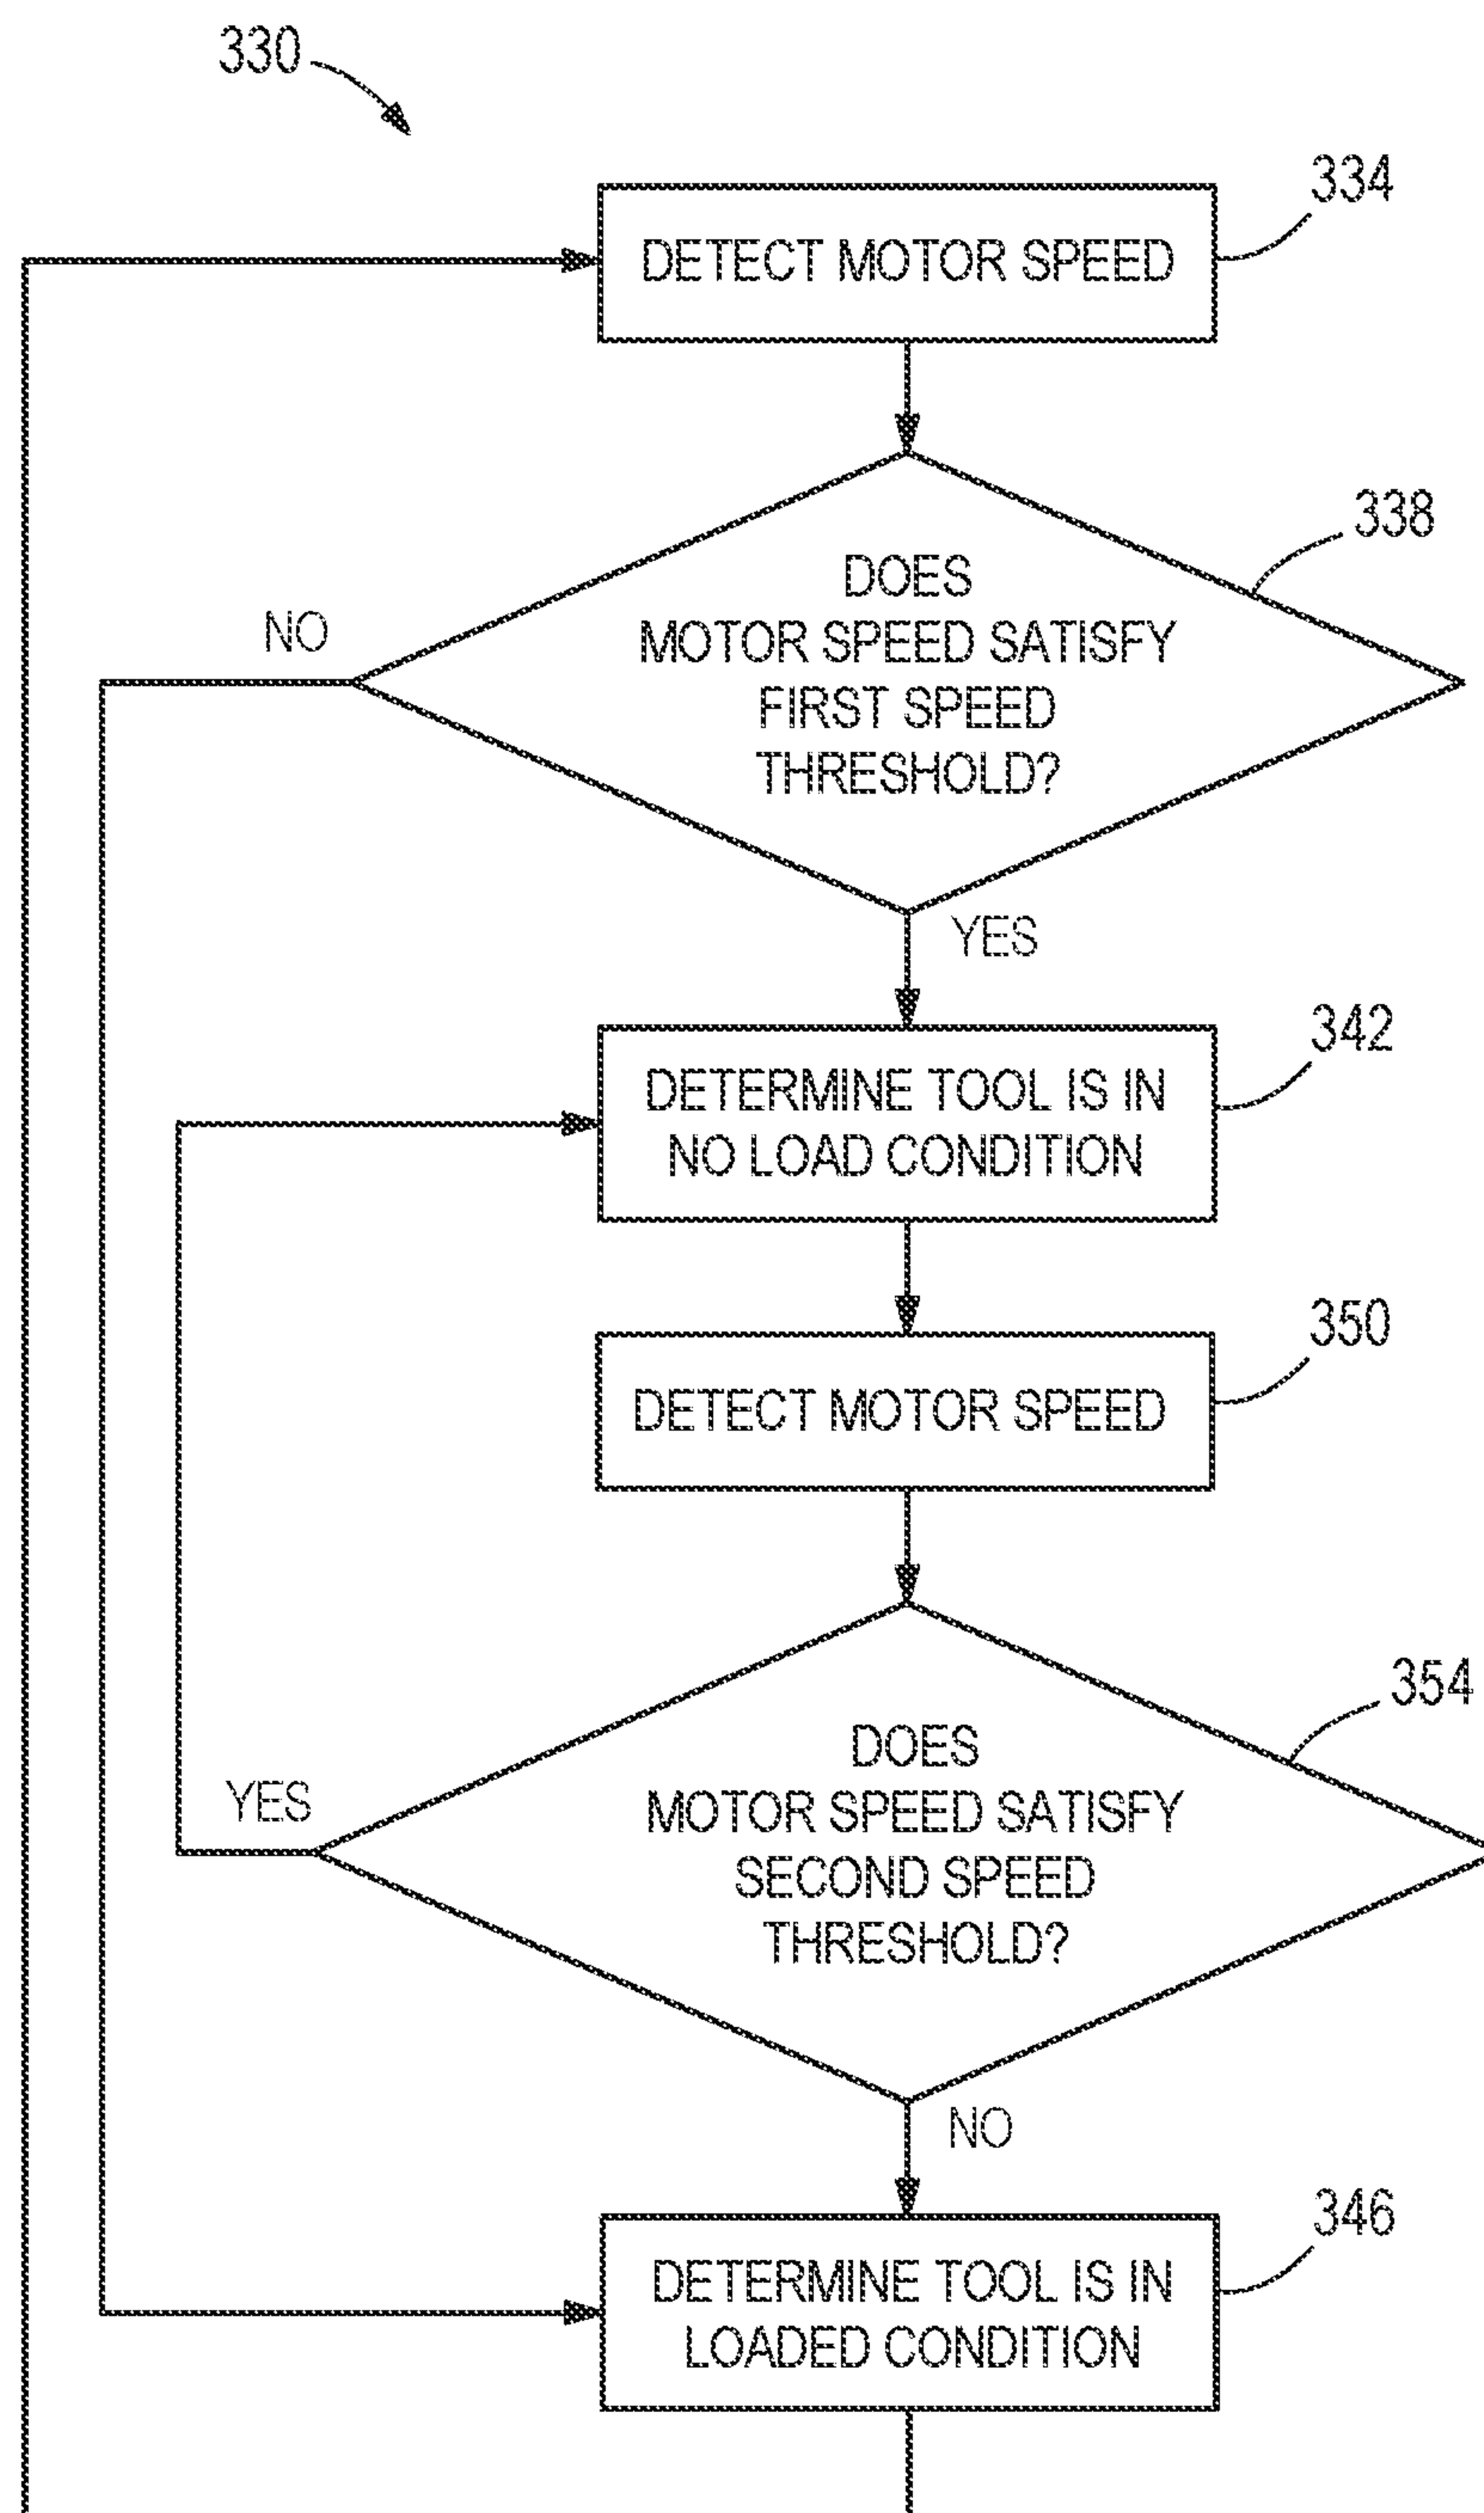 330
334
DETECT MOTOR SPEED
338
DOES
MOTOR SPEED SATISFY
FIRST SPEED
THRESHOLD?
NO
YES
342
DETERMINE TOOL IS IN
NO LOAD CONDITION
350
DETECT MOTOR SPEED
354
DOES
MOTOR SPEED SATISFY
SECOND SPEED
THRESHOLD?
YES
NO
346
DETERMINE TOOL IS IN
LOADED CONDITION